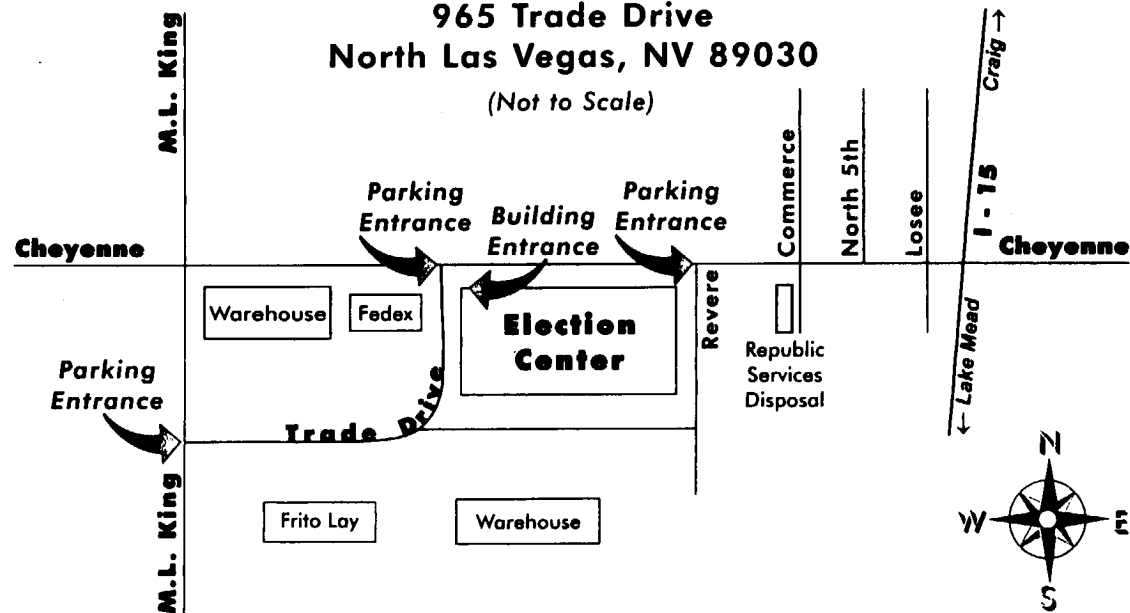 965 Trade Drive
North Las Vegas, NV 89030
(Not to Scale)
M.L. King
Craig →
I-15
Commerce
North 5th
Losee
Parking
Entrance
Building
Entrance
Parking
Entrance
Cheyenne
Cheyenne
Warehouse
Fedex
Election
Center
Revere
Republic
Services
Disposal
← Lake Mead
Parking
Entrance
Trade Drive
M.L. King
Frito Lay
Warehouse
N
W
E
S